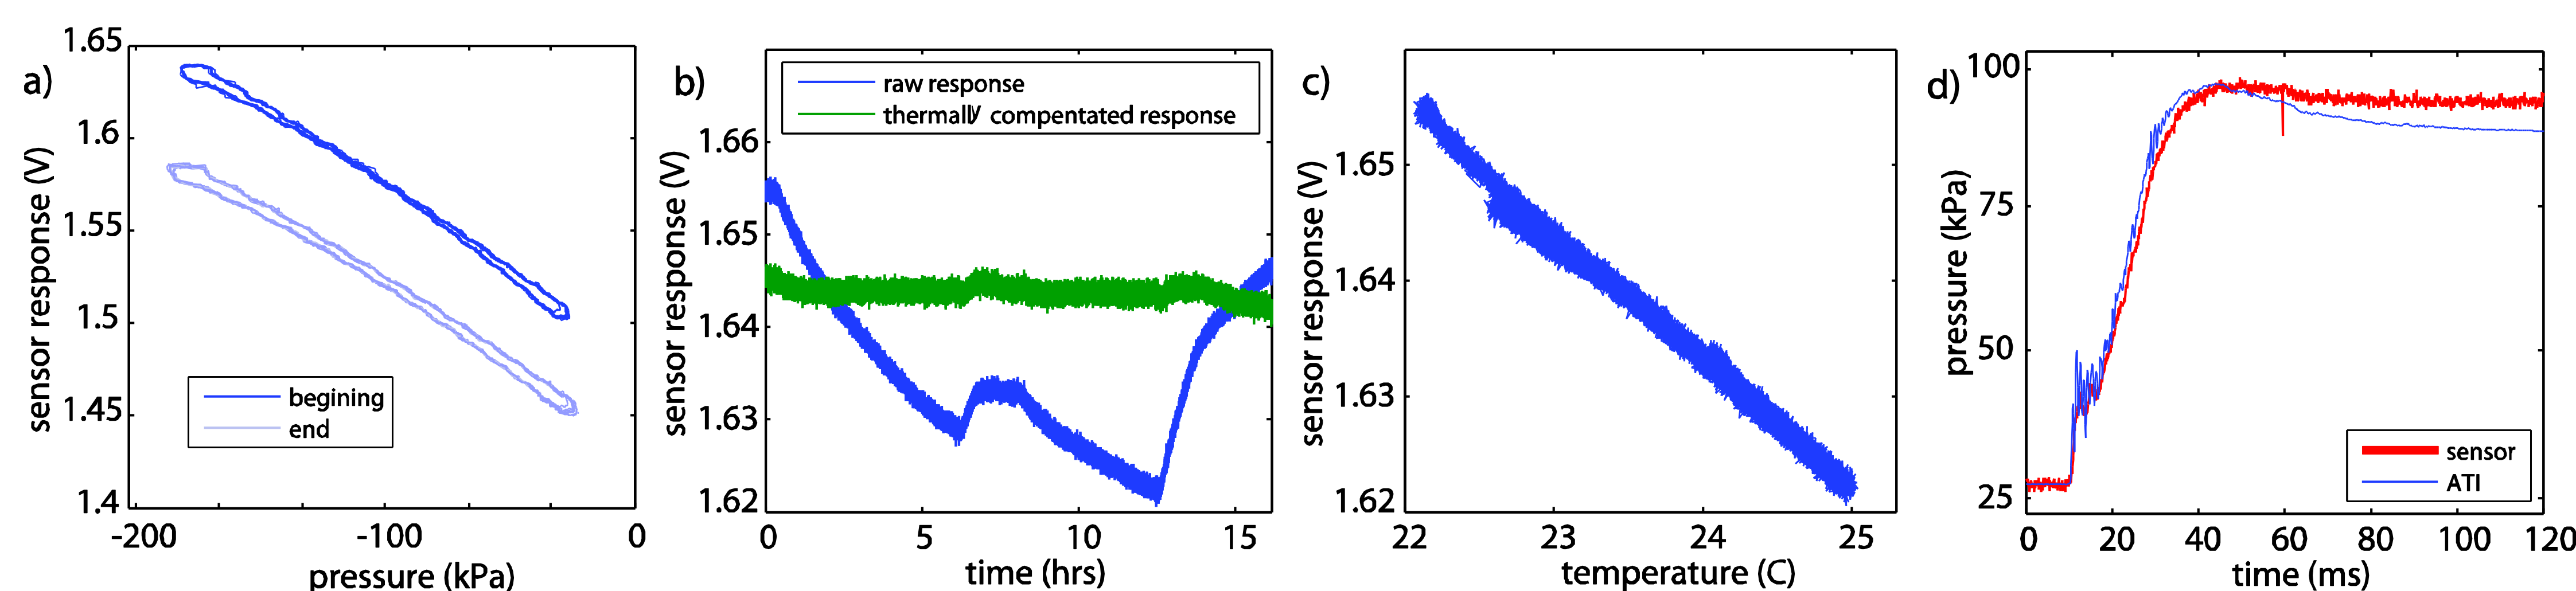 a)
1.65
1.6
1.55
1.5
1.45
1.4
sensor response (V)
begining
end
-200
-100
0
pressure (kPa)
b)
raw response
thermally compentated response
1.66
1.65
1.64
1.63
1.62
sensor response (V)
0
5
10
15
time (hrs)
c)
1.65
1.64
1.63
1.62
sensor response (V)
22
23
24
25
temperature (C)
d)
100
75
50
25
pressure (kPa)
sensor
ATI
0
20
40
60
80
100
120
time (ms)